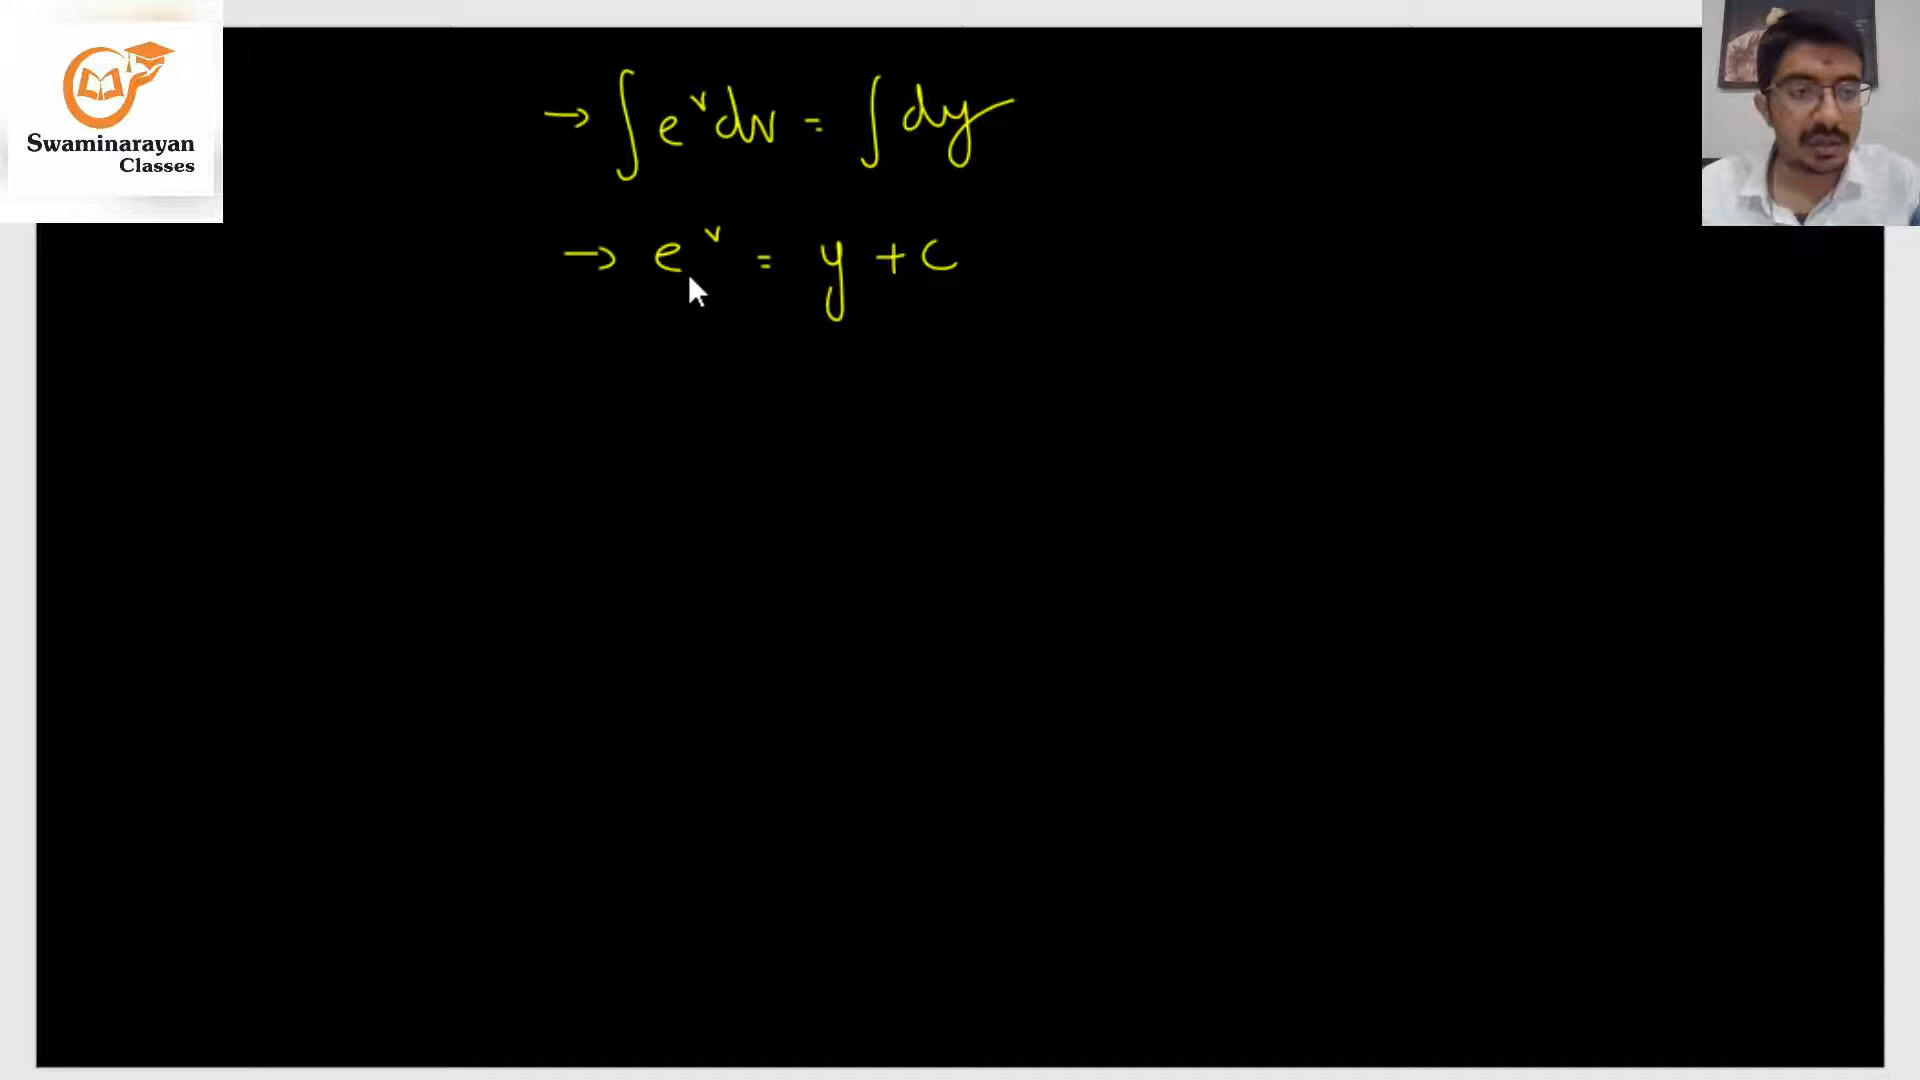 Swaminarayan
Classes
→ ∫ e^v dv = ∫ dy
→ e^v = y + c